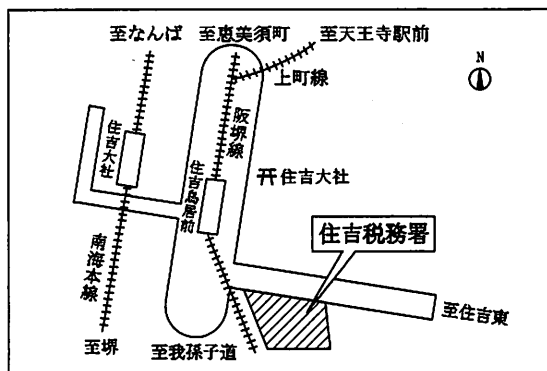 至なんば
至恵美須町
至天王寺駅前
上町線
N
阪堺線
住吉大社
住吉鳥居前
住吉大社
住吉税務署
南海本線
至住吉東
至堺
至我孫子道